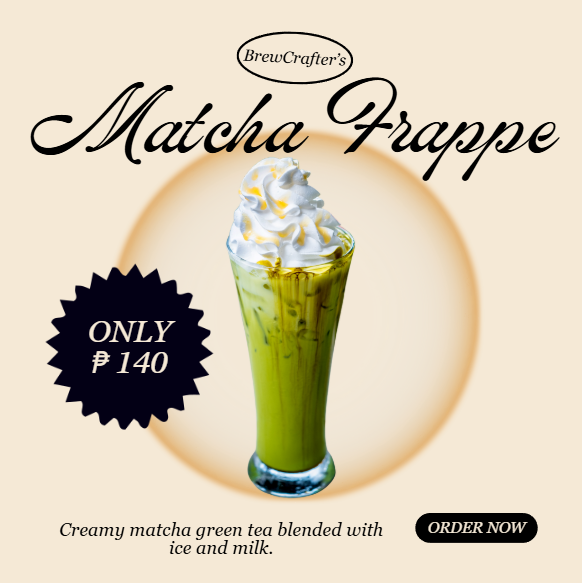 BrewCrafter's
Matcha Frappe
ONLY
₱ 140
Creamy matcha green tea blended with
ice and milk.
ORDER NOW